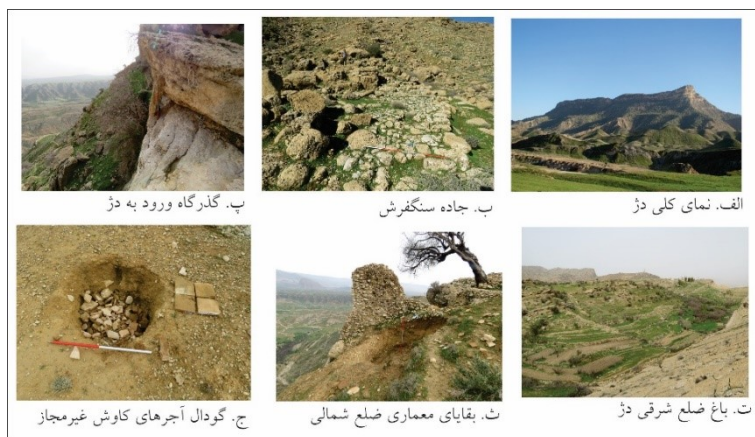 الف. نمای کلی دژ
ب. جاده سنگفرش
پ. گذرگاه ورود به دژ
ت. باغ ضلع شرقی دژ
ث. بقایای معماری ضلع شمالی
ج. گودال آجرهای کاوش غیرمجاز